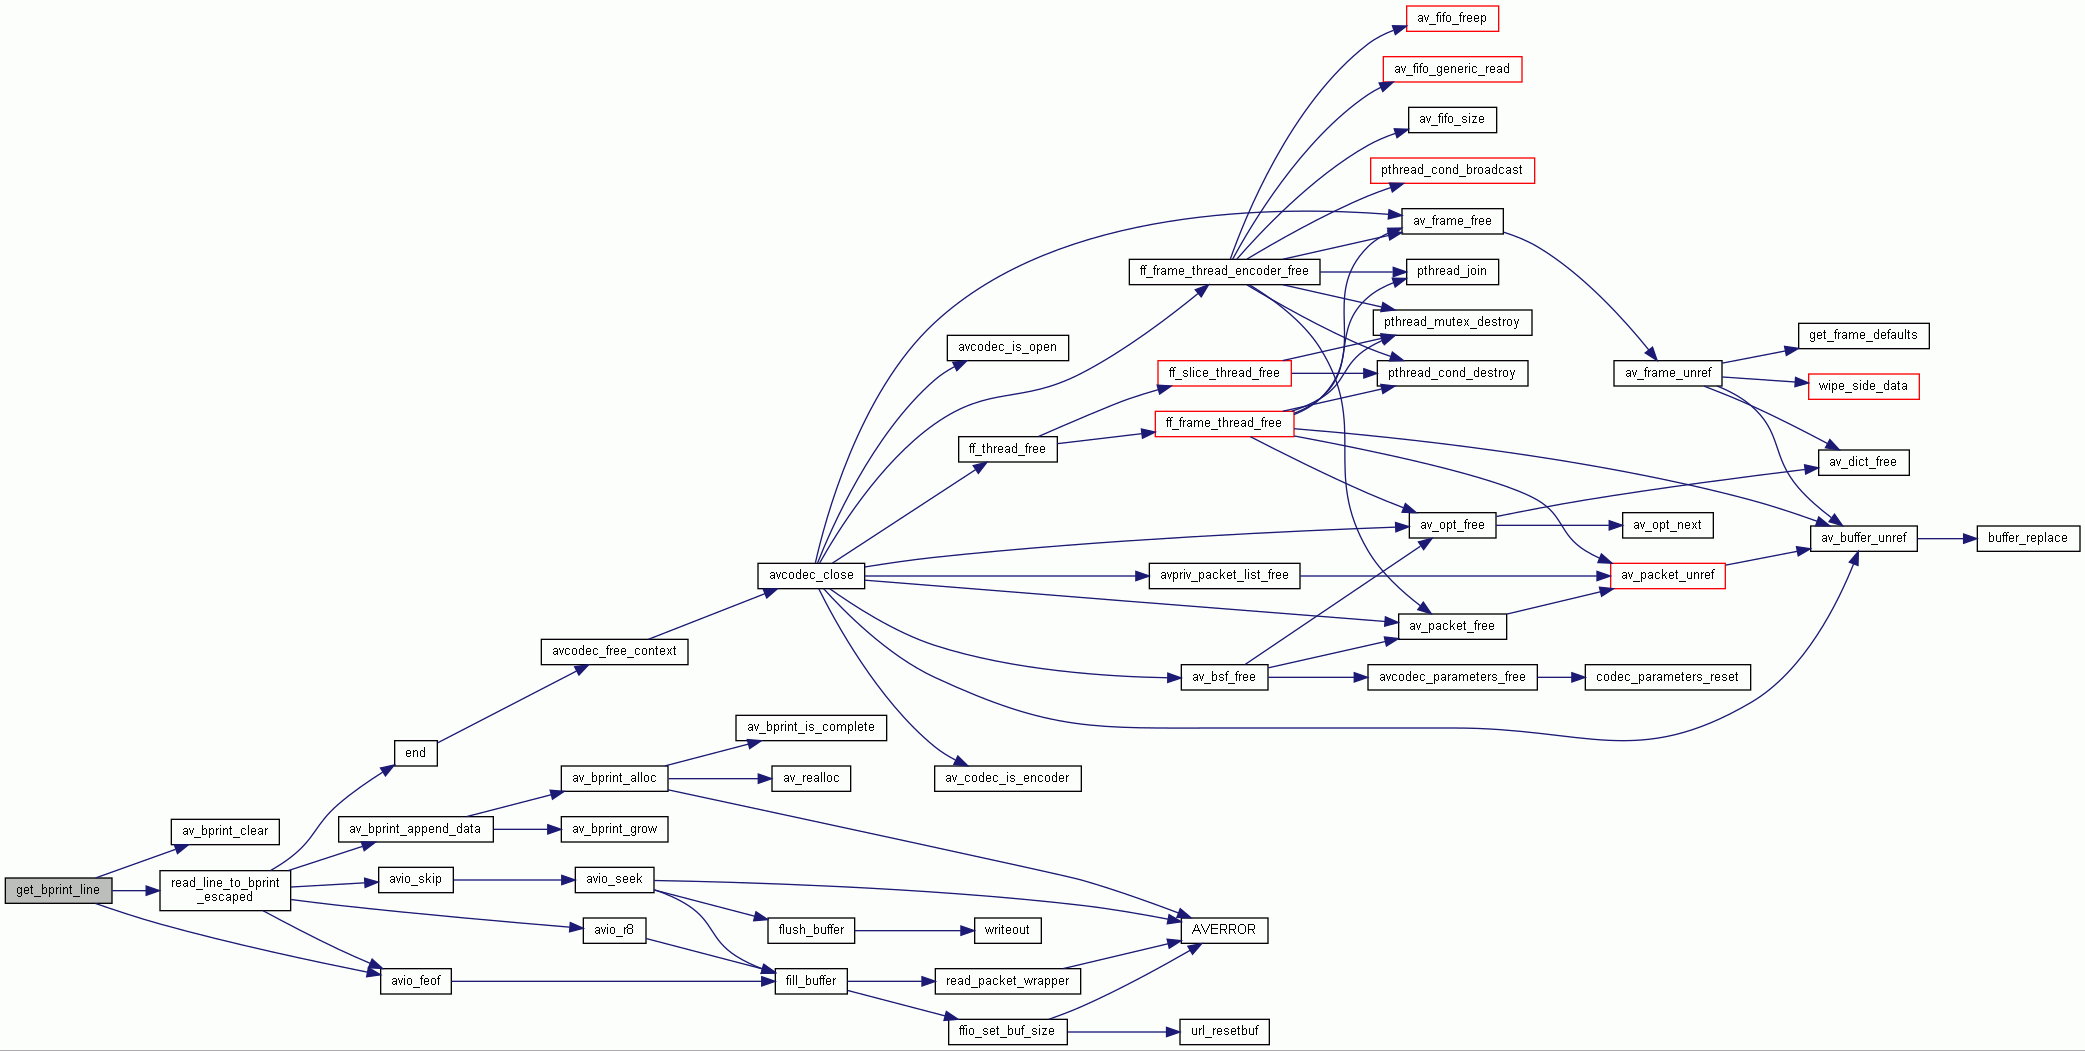 av_fifo_freep
av_fifo_generic_read
av_fifo_size
pthread_cond_broadcast
av_frame_free
ff_frame_thread_encoder_free
pthread_join
pthread_mutex_destroy
get_frame_defaults
avcodec_is_open
ff_slice_thread_free
pthread_cond_destroy
av_frame_unref
wipe_side_data
ff_frame_thread_free
ff_thread_free
av_dict_free
av_opt_free
av_opt_next
av_buffer_unref
buffer_replace
avcodec_close
avpriv_packet_list_free
av_packet_unref
av_packet_free
avcodec_free_context
av_bsf_free
avcodec_parameters_free
codec_parameters_reset
av_bprint_is_complete
end
av_bprint_alloc
av_realloc
av_codec_is_encoder
av_bprint_clear
av_bprint_append_data
av_bprint_grow
get_bprint_line
read_line_to_bprint
_escaped
avio_skip
avio_seek
avio_r8
flush_buffer
writeout
AVERROR
avio_feof
fill_buffer
read_packet_wrapper
ffio_set_buf_size
url_resetbuf